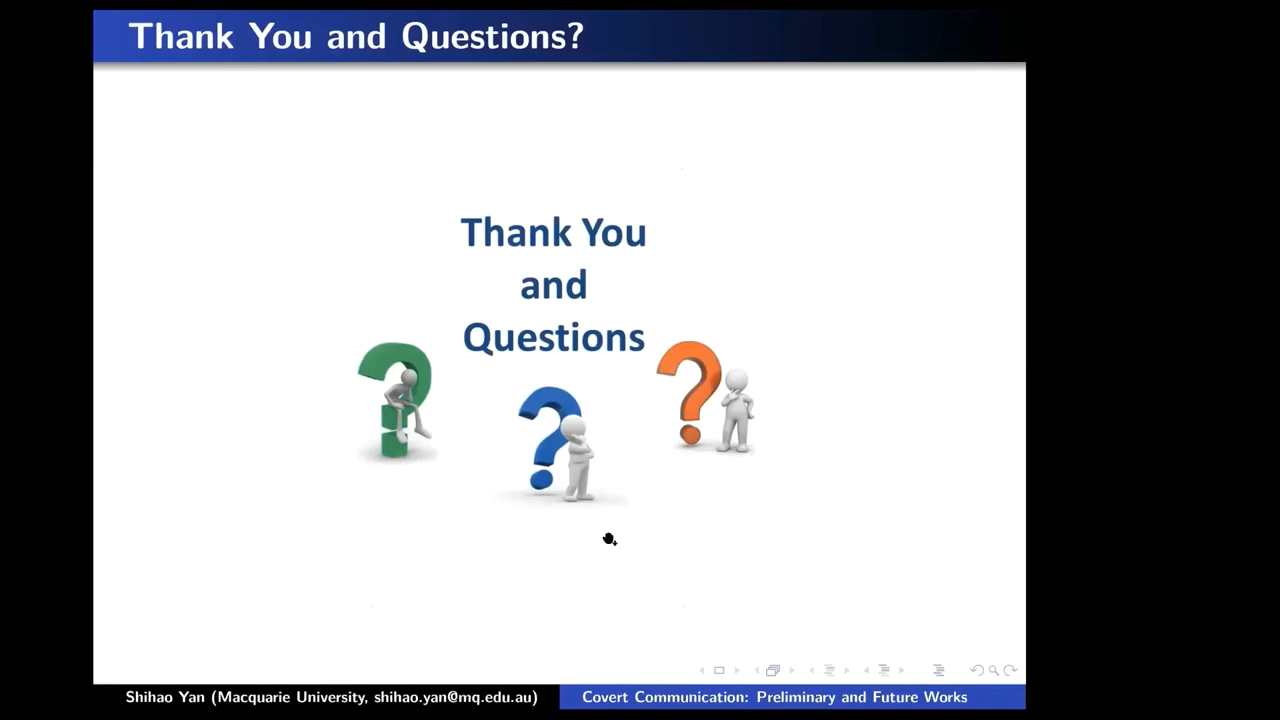 Thank You and Questions?
Thank You
and
Questions
Shihao Yan (Macquarie University, shihao.yan@mq.edu.au)
Covert Communication: Preliminary and Future Works